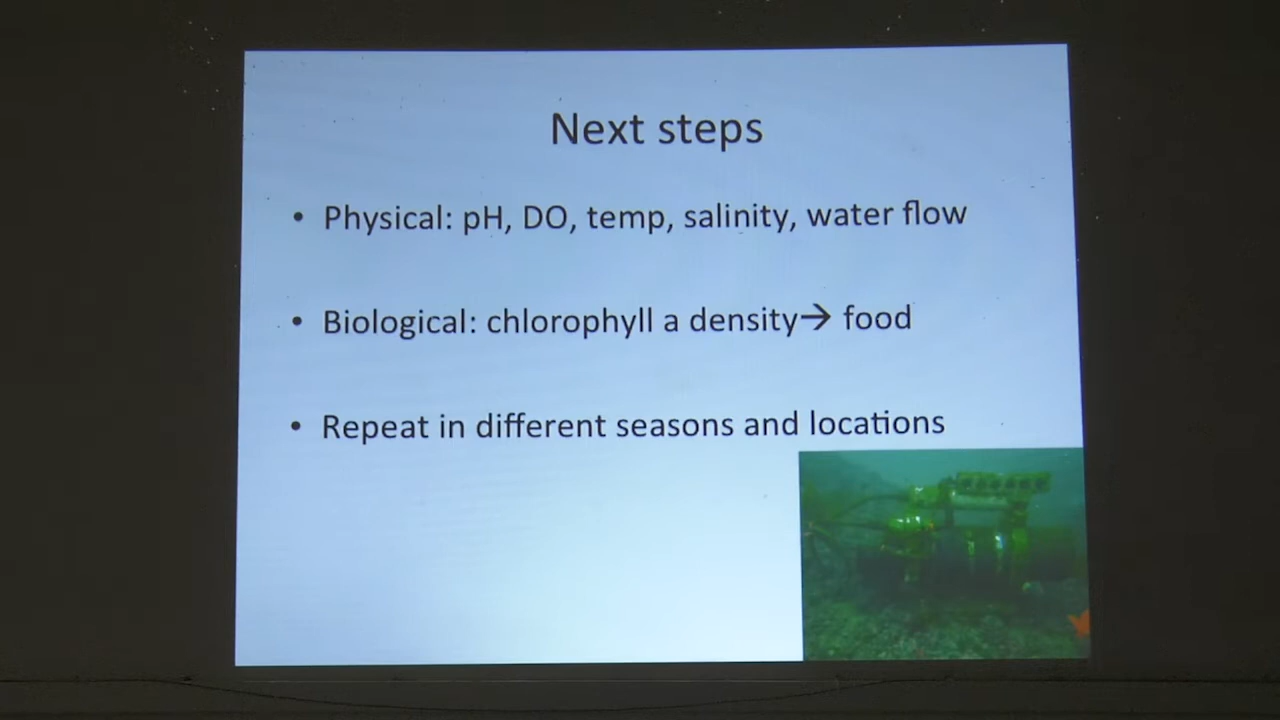 Next steps
• Physical: pH, DO, temp, salinity, water flow
• Biological: chlorophyll a density→ food
• Repeat in different seasons and locations